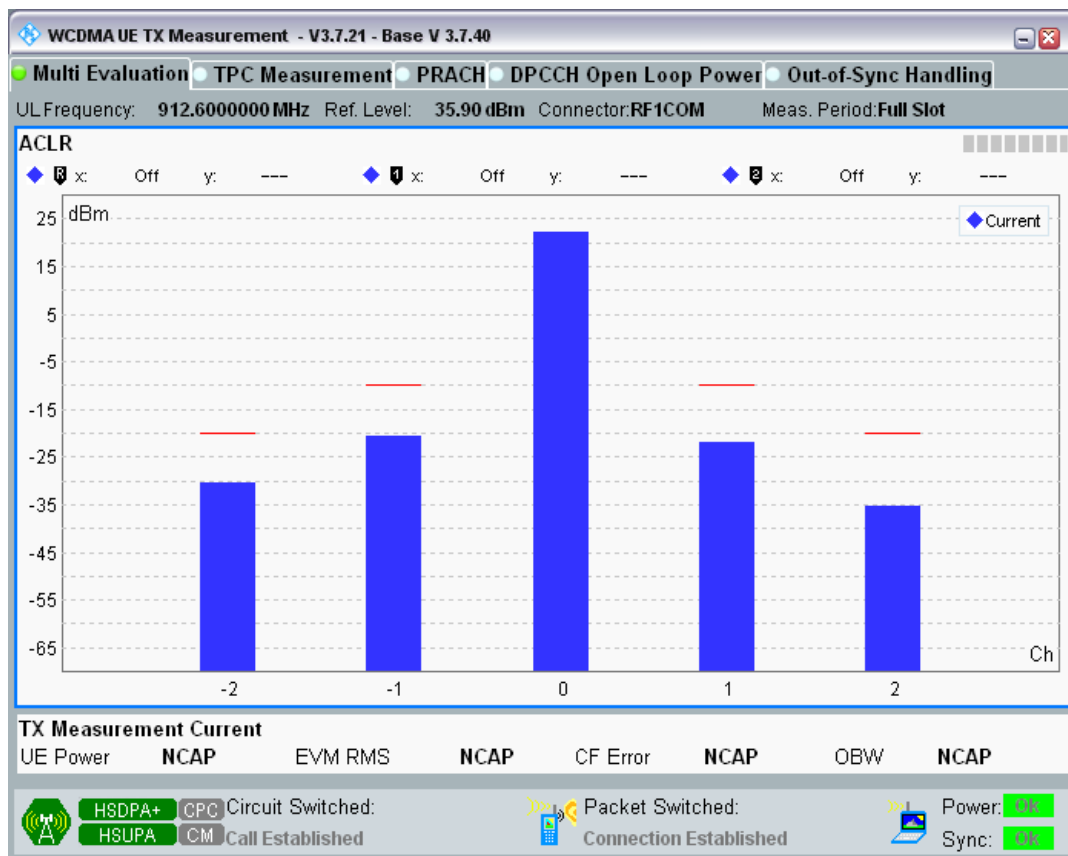 WCDMA UE TX Measurement - V3.7.21 - Base V 3.7.40
Multi Evaluation TPC Measurement PRACH DPCCH Open Loop Power Out-of-Sync Handling
UL Frequency: 912.6000000 MHz Ref. Level: 35.90 dBm Connector:RF1COM Meas. Period:Full Slot
ACLR
R x: Off y: --- 1 x: Off y: --- 2 x: Off y: ---
dBm
Current
25
15
5
-5
-15
-25
-35
-45
-55
-65
Ch
-2 -1 0 1 2
TX Measurement Current
UE Power NCAP EVM RMS NCAP CF Error NCAP OBW NCAP
HSDPA+ CPC Circuit Switched: Packet Switched: Power: OK
HSUPA CM Call Established Connection Established Sync: OK